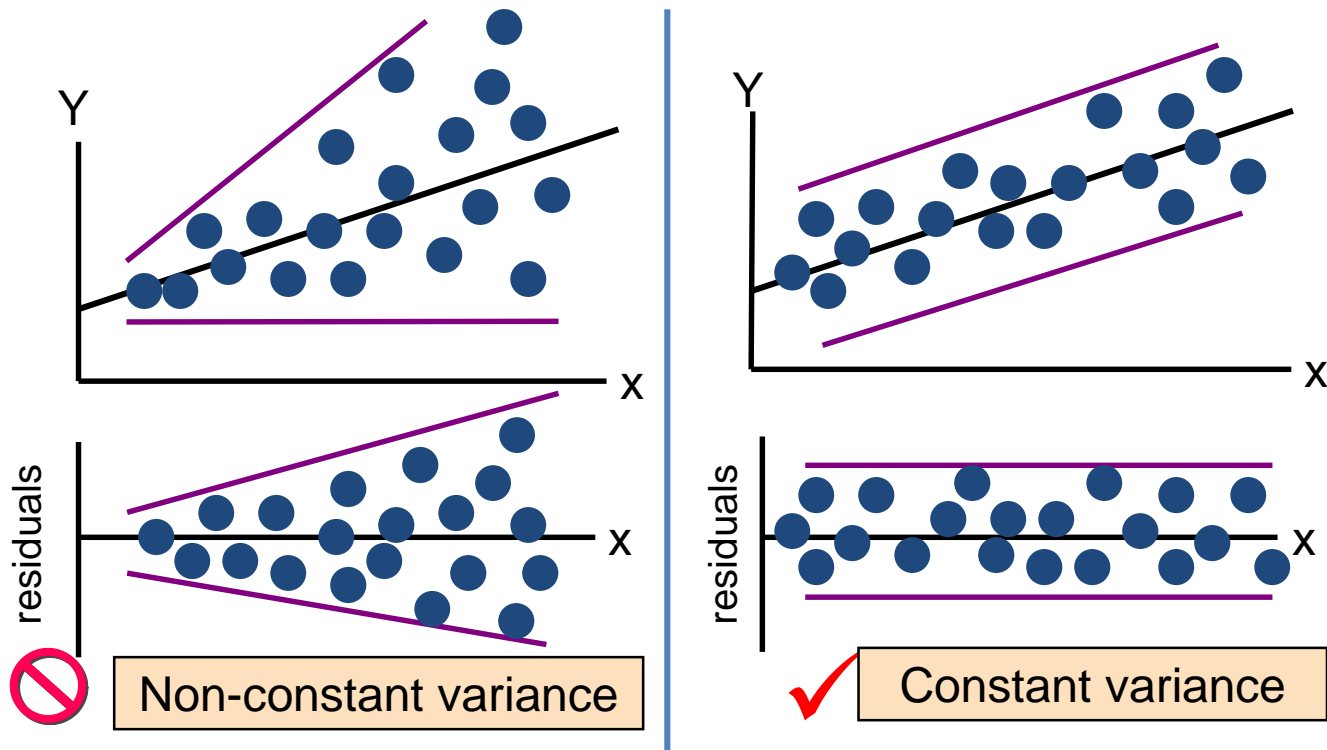 Y
x
residuals
x
Non-constant variance
Y
x
residuals
x
Constant variance